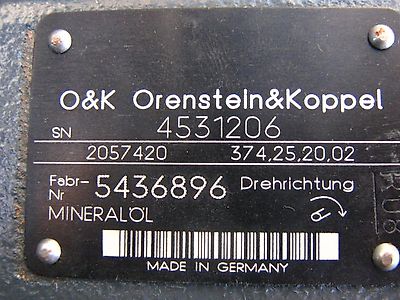 O&K Orenstein&Koppel
SN 4531206
2057420 374,25,20,02
Fabr-Nr 5436896 Drehrichtung
MINERALÖL
MADE IN GERMANY